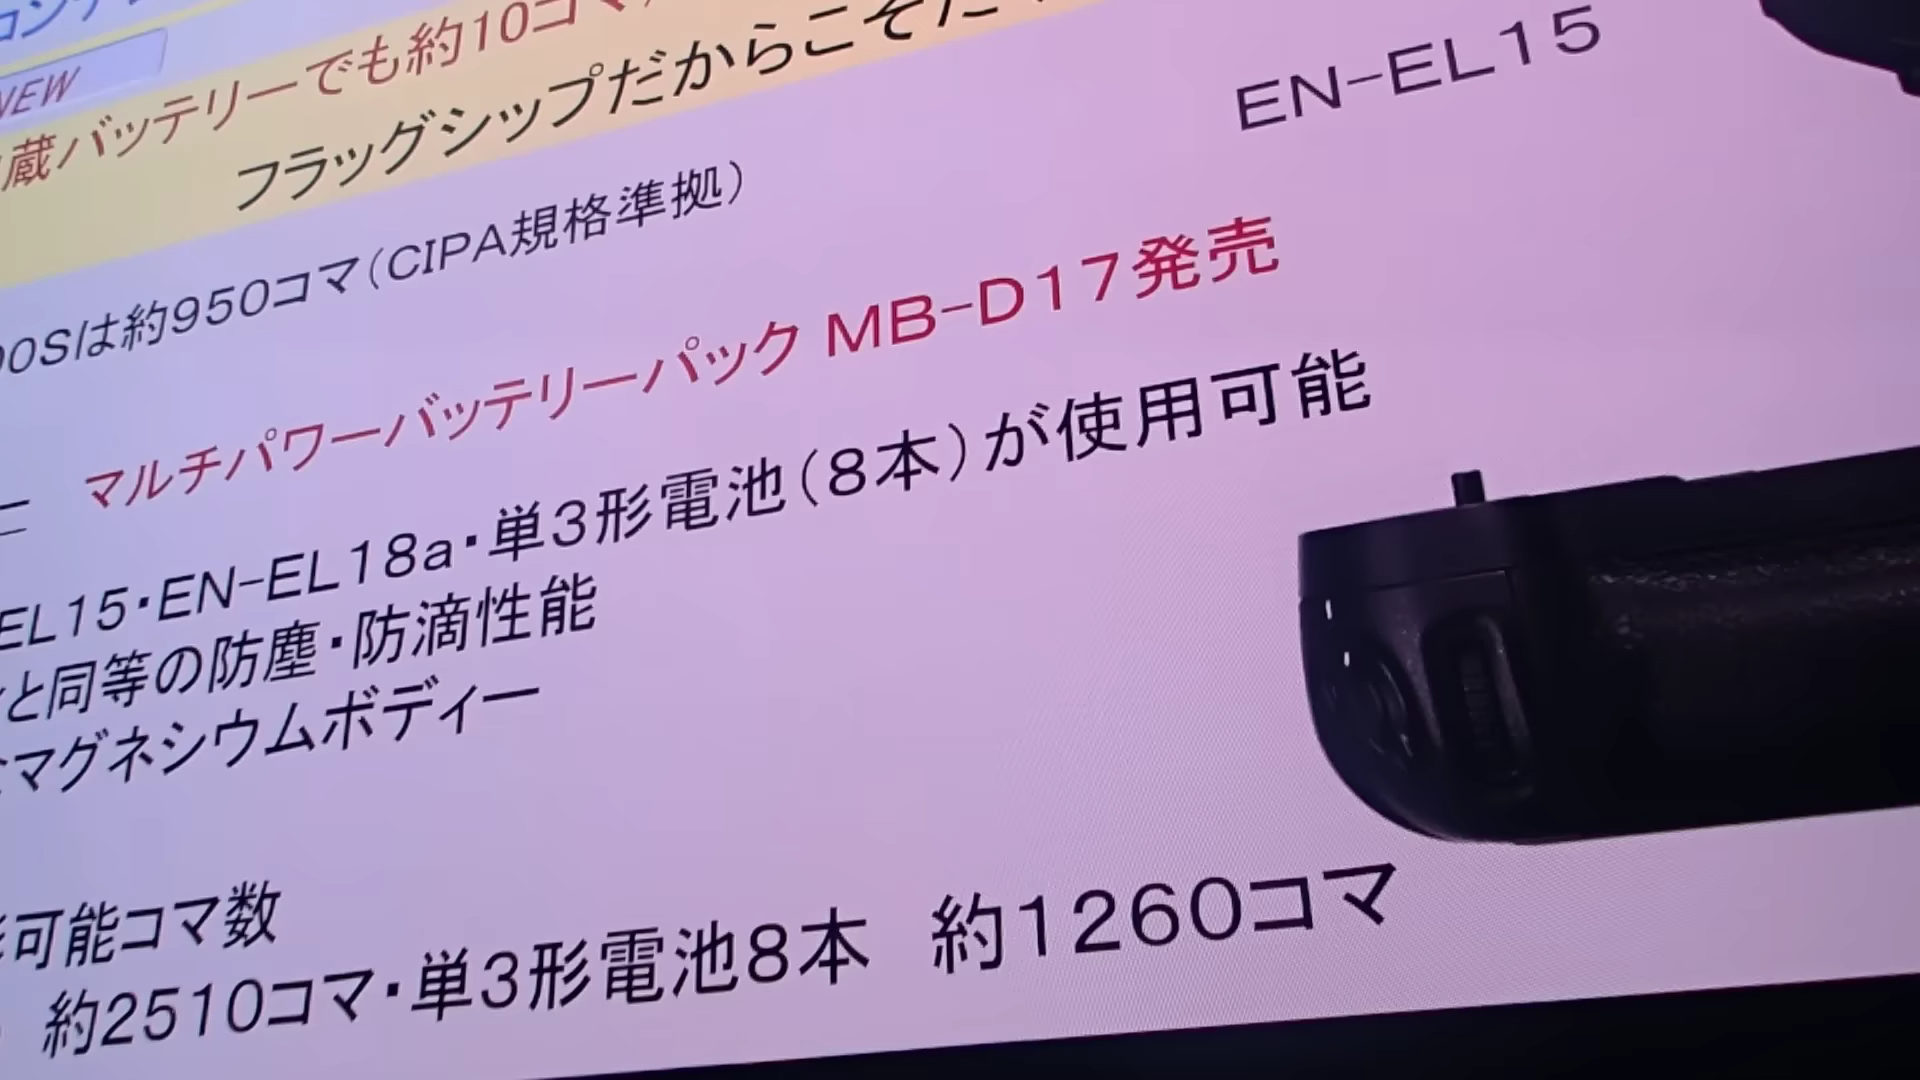 NEW
蔵バッテリーでも約10コマ
フラッグシップだからこそ
EN-EL15
00Sは約950コマ(CIPA規格準拠)
マルチパワーバッテリーパック MB-D17発売
EL15・EN-EL18a・単3形電池(8本)が使用可能
と同等の防塵・防滴性能
マグネシウムボディー
可能コマ数
約2510コマ・単3形電池8本 約1260コマ